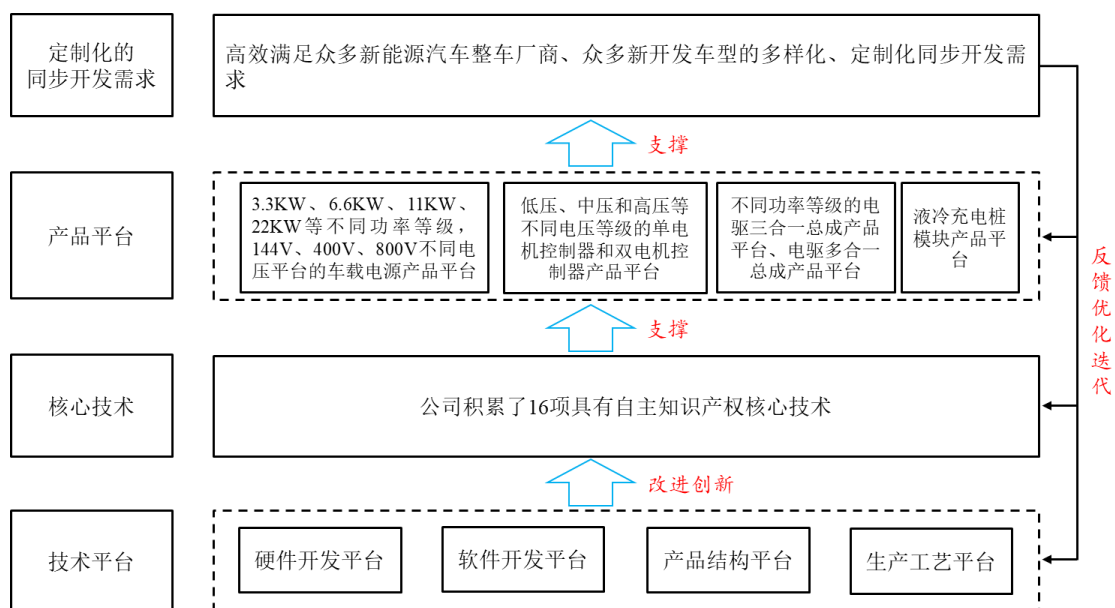 定制化的
同步开发需求
高效满足众多新能源汽车整车厂商、众多新开发车型的多样化、定制化同步开发需
求
支撑
产品平台
3.3KW、6.6KW、11KW、
22KW等不同功率等级，
144V、400V、800V不同电
压平台的车载电源产品平台
低压、中压和高压等
不同电压等级的单电
机控制器和双电机控
制器产品平台
不同功率等级的电
驱三合一总成产品
平台、电驱多合一
总成产品平台
液冷充电桩
模块产品平
台
反
馈
优
化
迭
代
支撑
核心技术
公司积累了16项具有自主知识产权核心技术
改进创新
技术平台
硬件开发平台
软件开发平台
产品结构平台
生产工艺平台